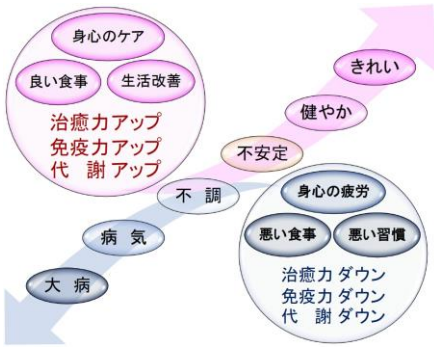 身心のケア
良い食事
生活改善
治癒力アップ
免疫力アップ
代　謝アップ
きれい
健やか
不安定
不　調
病　気
大　病
身心の疲労
悪い食事
悪い習慣
治癒力ダウン
免疫力ダウン
代　謝ダウン